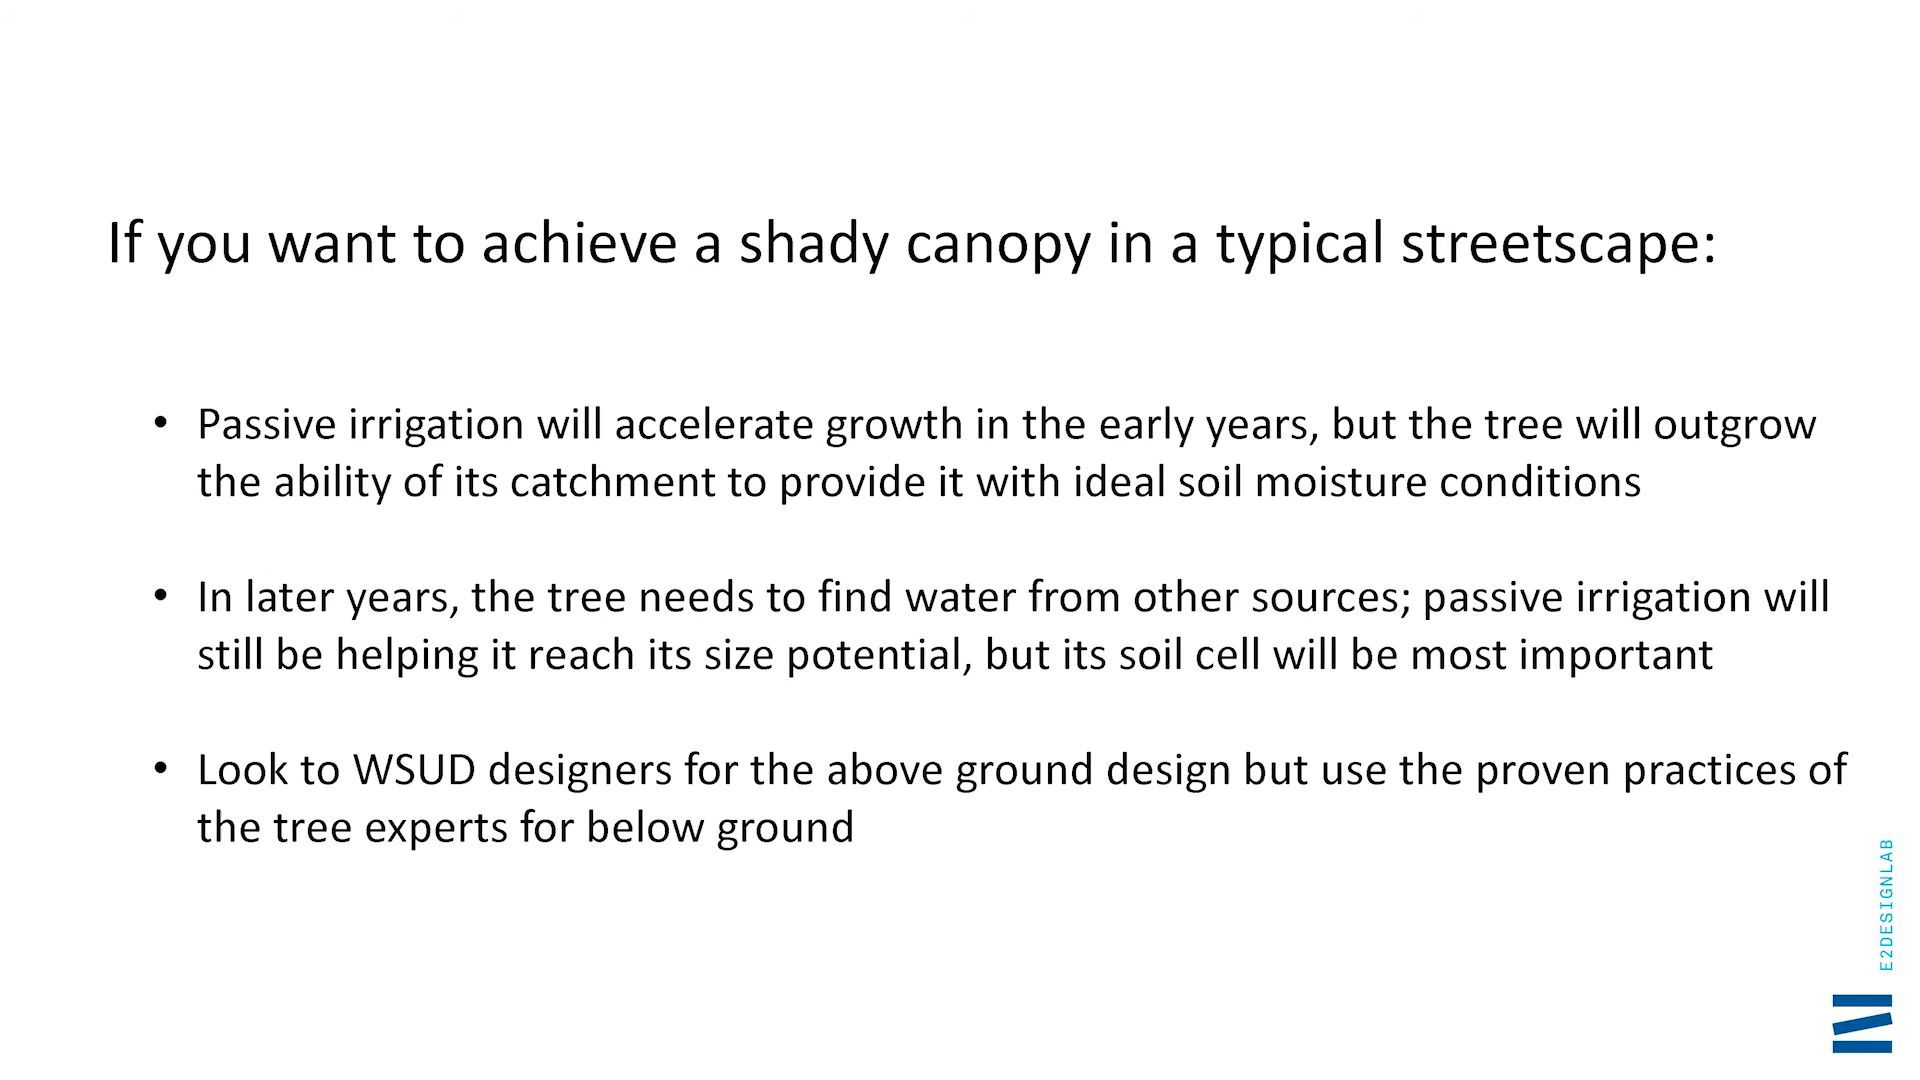 If you want to achieve a shady canopy in a typical streetscape:
• Passive irrigation will accelerate growth in the early years, but the tree will outgrow
the ability of its catchment to provide it with ideal soil moisture conditions
• In later years, the tree needs to find water from other sources; passive irrigation will
still be helping it reach its size potential, but its soil cell will be most important
• Look to WSUD designers for the above ground design but use the proven practices of
the tree experts for below ground
E2DESIGNLAB